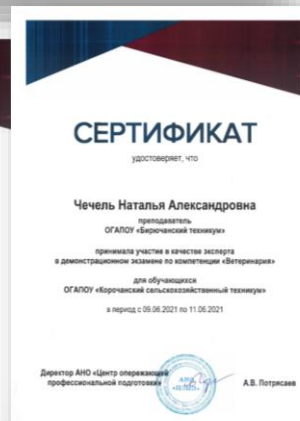 СЕРТИФИКАТ
удостоверяет, что
Чечель Наталья Александровна
преподаватель
ОГАПОУ «Бирючанский техникум»
принимала участие в качестве эксперта
в демонстрационном экзамене по компетенции «Ветеринария»
для обучающихся
ОГАПОУ «Корочанский сельскохозяйственный техникум»
в период с 09.06.2021 по 11.06.2021
Директор АНО «Центр опережающей
профессиональной подготовки»
А.В. Потрясаев